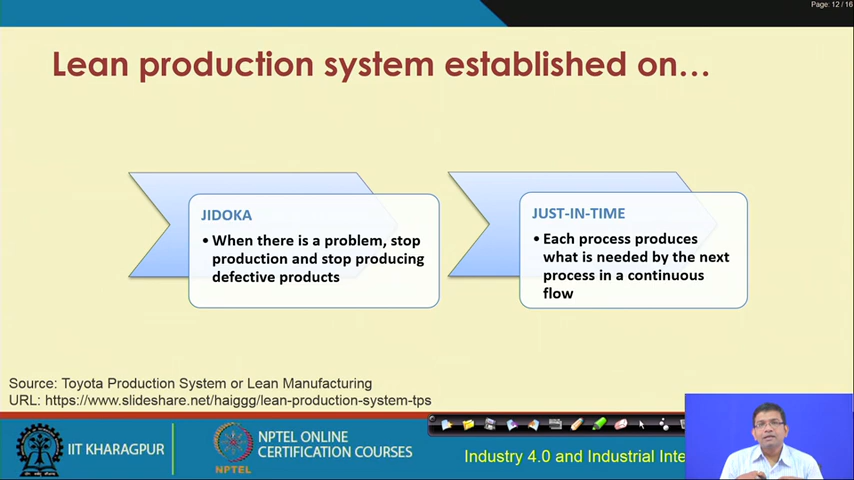 Page: 12 / 16
Lean production system established on...
JIDOKA
• When there is a problem, stop
production and stop producing
defective products
JUST-IN-TIME
• Each process produces
what is needed by the next
process in a continuous
flow
Source: Toyota Production System or Lean Manufacturing
URL: https://www.slideshare.net/haiggg/lean-production-system-tps
IIT KHARAGPUR
NPTEL
NPTEL ONLINE
CERTIFICATION COURSES
Industry 4.0 and Industrial Inte